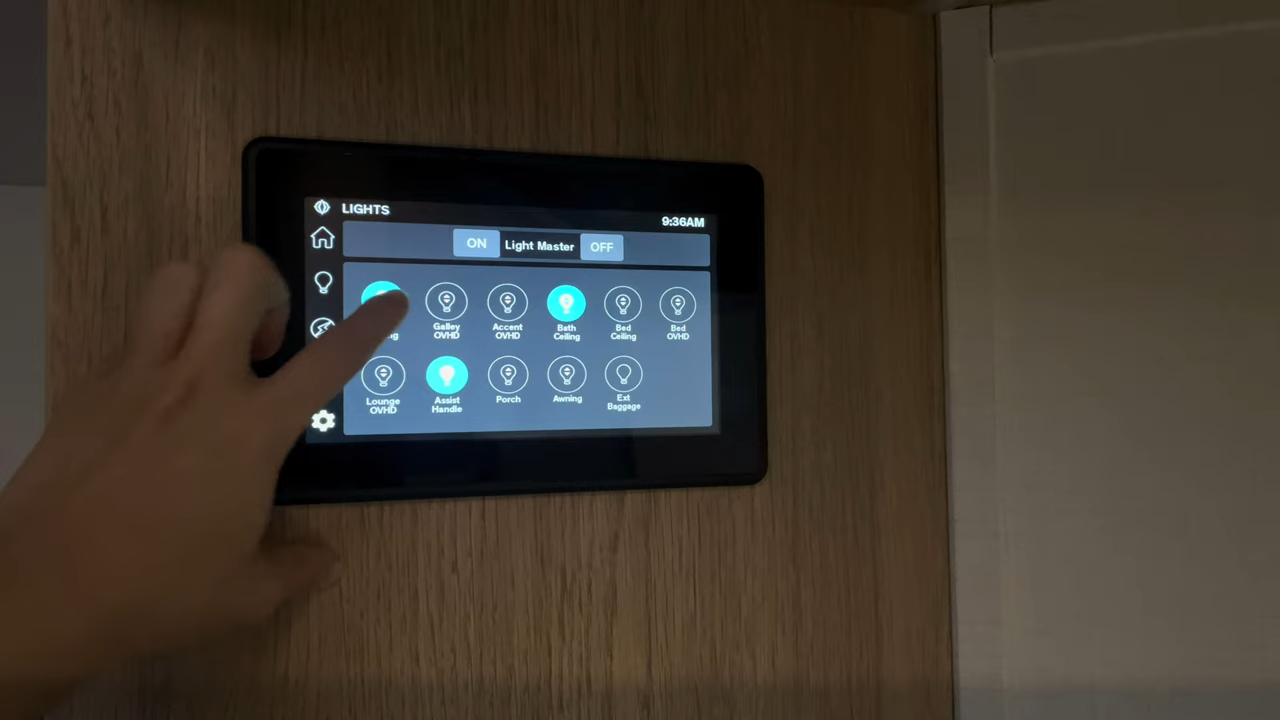 LIGHTS
9:36AM
ON Light Master OFF
Galley
OVHD
Accent
OVHD
Bath
Ceiling
Bed
Ceiling
Bed
OVHD
Lounge
OVHD
Assist
Handle
Porch
Awning
Ext
Baggage